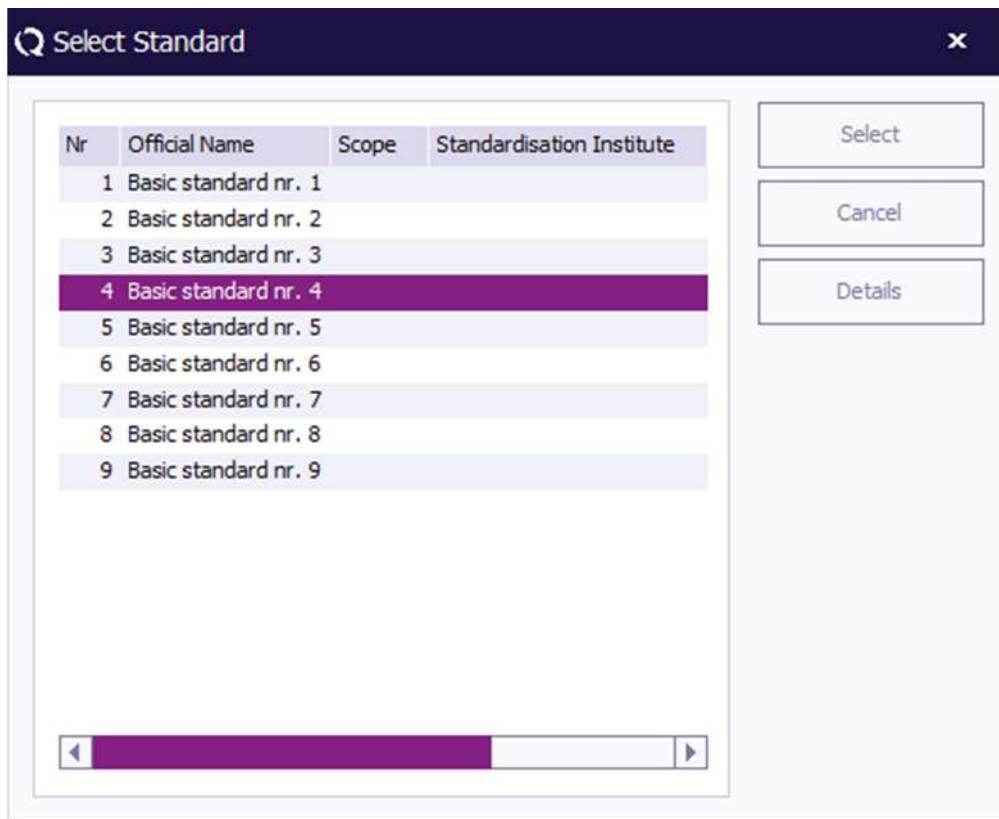 Select Standard
Nr Official Name Scope Standardisation Institute
1 Basic standard nr. 1
2 Basic standard nr. 2
3 Basic standard nr. 3
4 Basic standard nr. 4
5 Basic standard nr. 5
6 Basic standard nr. 6
7 Basic standard nr. 7
8 Basic standard nr. 8
9 Basic standard nr. 9
Select
Cancel
Details